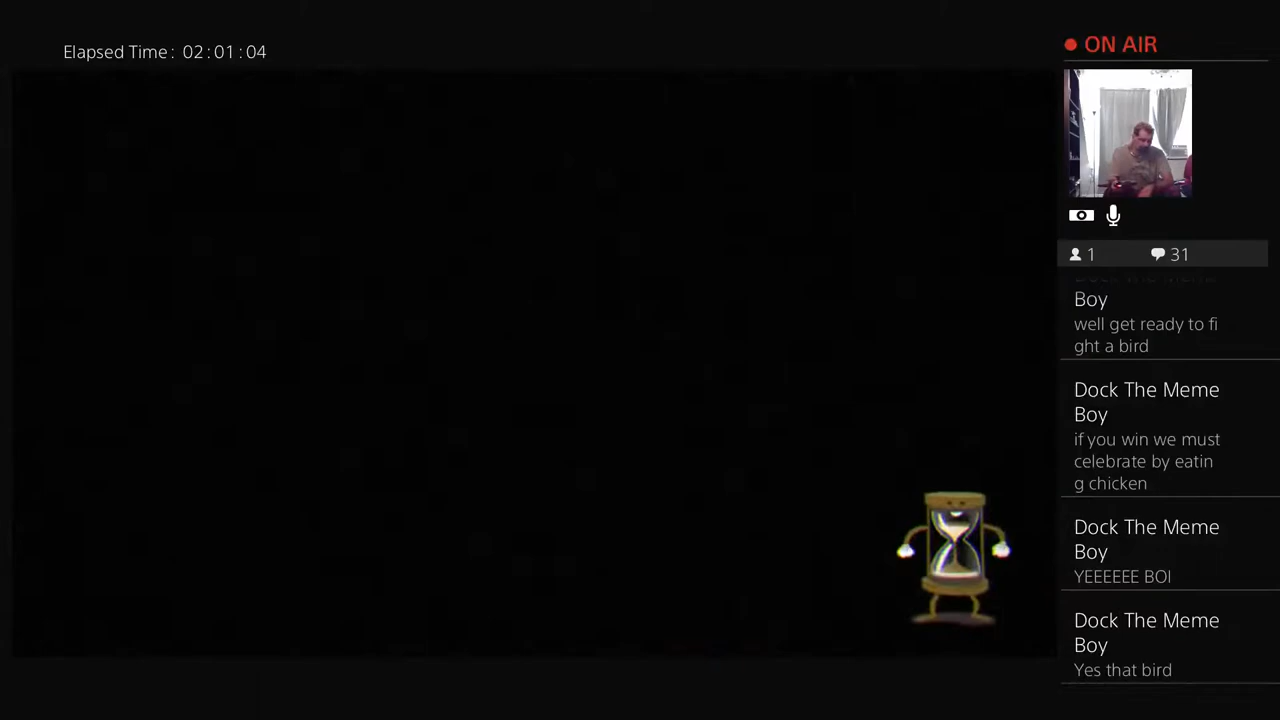 Elapsed Time: 02:01:04
ON AIR
1 31
Boy
well get ready to fi
ght a bird
Dock The Meme
Boy
if you win we must
celebrate by eatin
g chicken
Dock The Meme
Boy
YEEEEEE BOI
Dock The Meme
Boy
Yes that bird